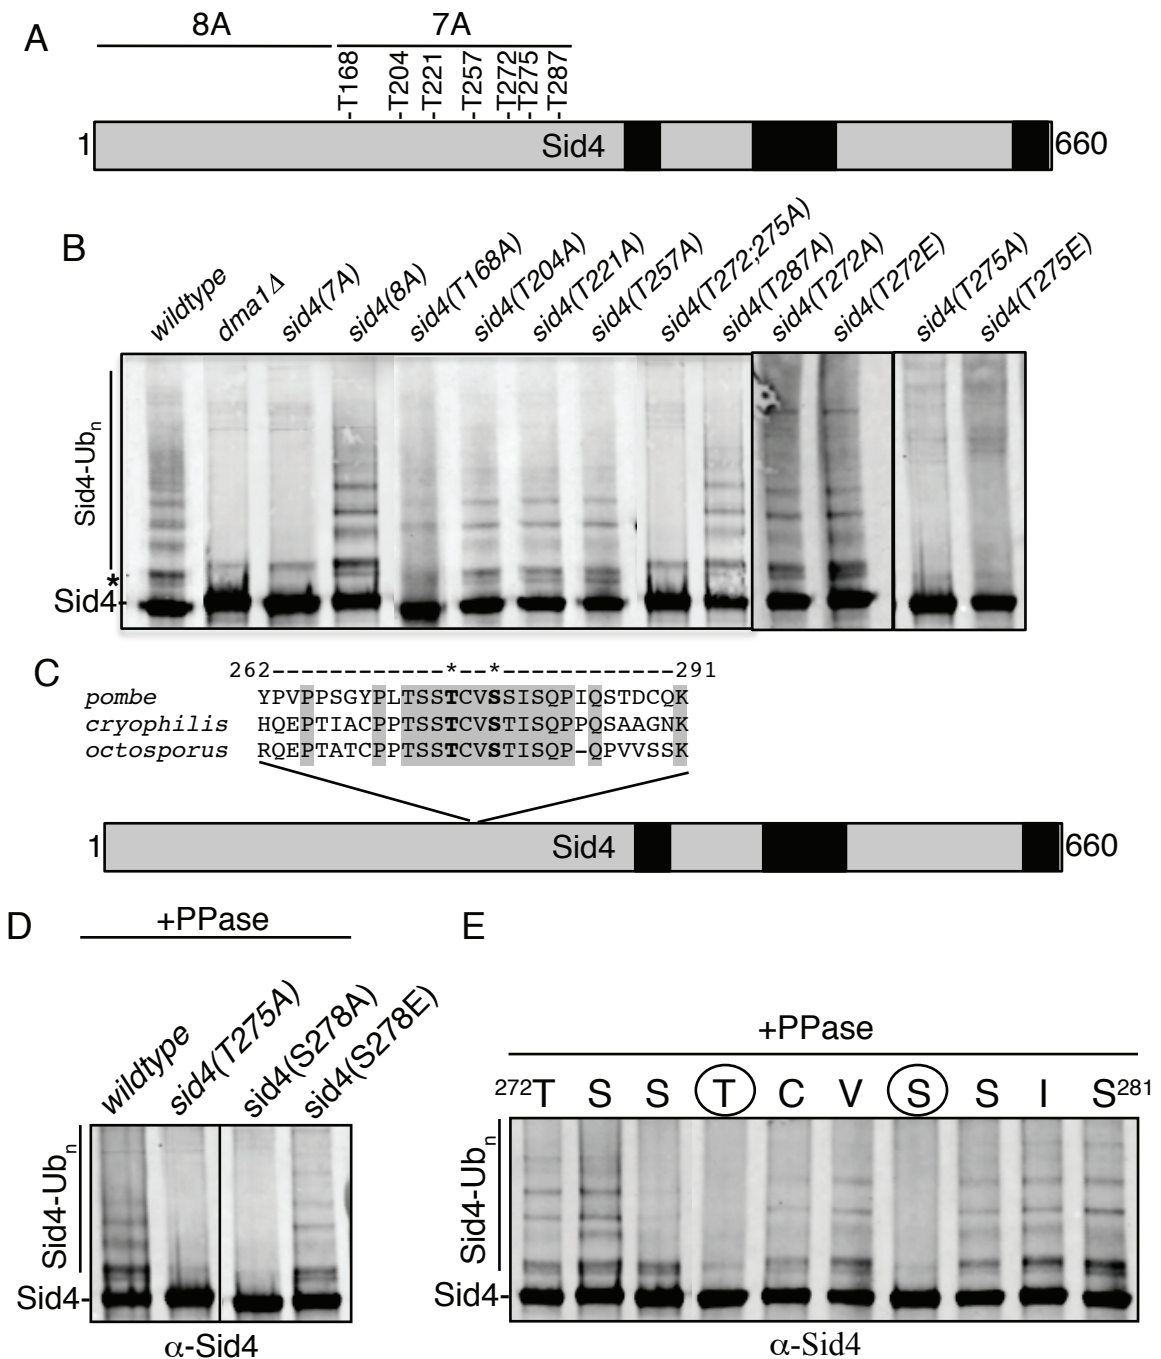 A
8A 7A
-T168
-T204
-T221
-T257
-T272
-T275
-T287
1 Sid4 660
B
wildtype
dma1Δ
sid4(7A)
sid4(8A)
sid4(T168A)
sid4(T204A)
sid4(T221A)
sid4(T257A)
sid4(T272;275A)
sid4(T287A)
sid4(T272A)
sid4(T272E)
sid4(T275A)
sid4(T275E)
Sid4-Ubn
*
Sid4-
C
262------------*--*------------291
pombe YPVPPSGYPLTSSTCVSSISQPIQSTDCQK
cryophilis HQEPTIACPPTSSTCVSTISQPPQSAAGNK
octosporus RQEPTATCPPTSSTCVSTISQP-QPVVSSK
1 Sid4 660
D
+PPase
wildtype
sid4(T275A)
sid4(S278A)
sid4(S278E)
Sid4-Ubn
Sid4-
α-Sid4
E
+PPase
272T S S T C V S S I S281
Sid4-Ubn
Sid4-
α-Sid4